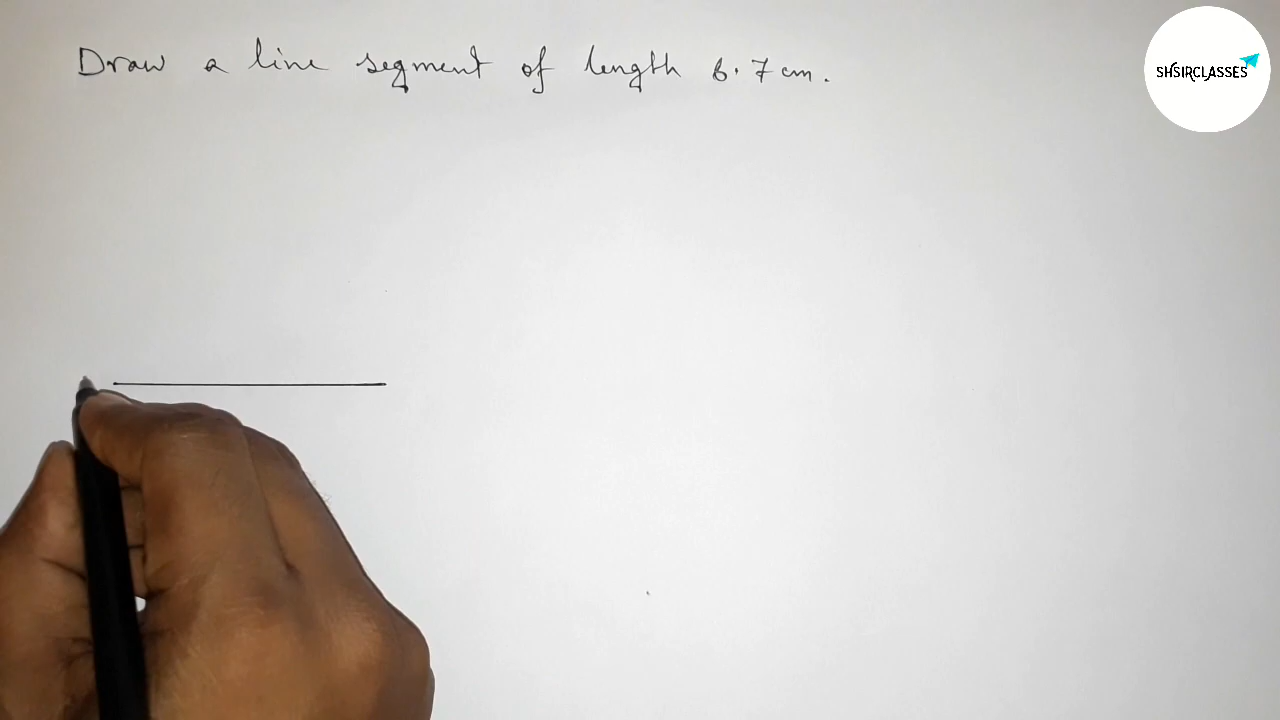 Draw a line segment of length 6.7 cm.
SHSIRCLASSES